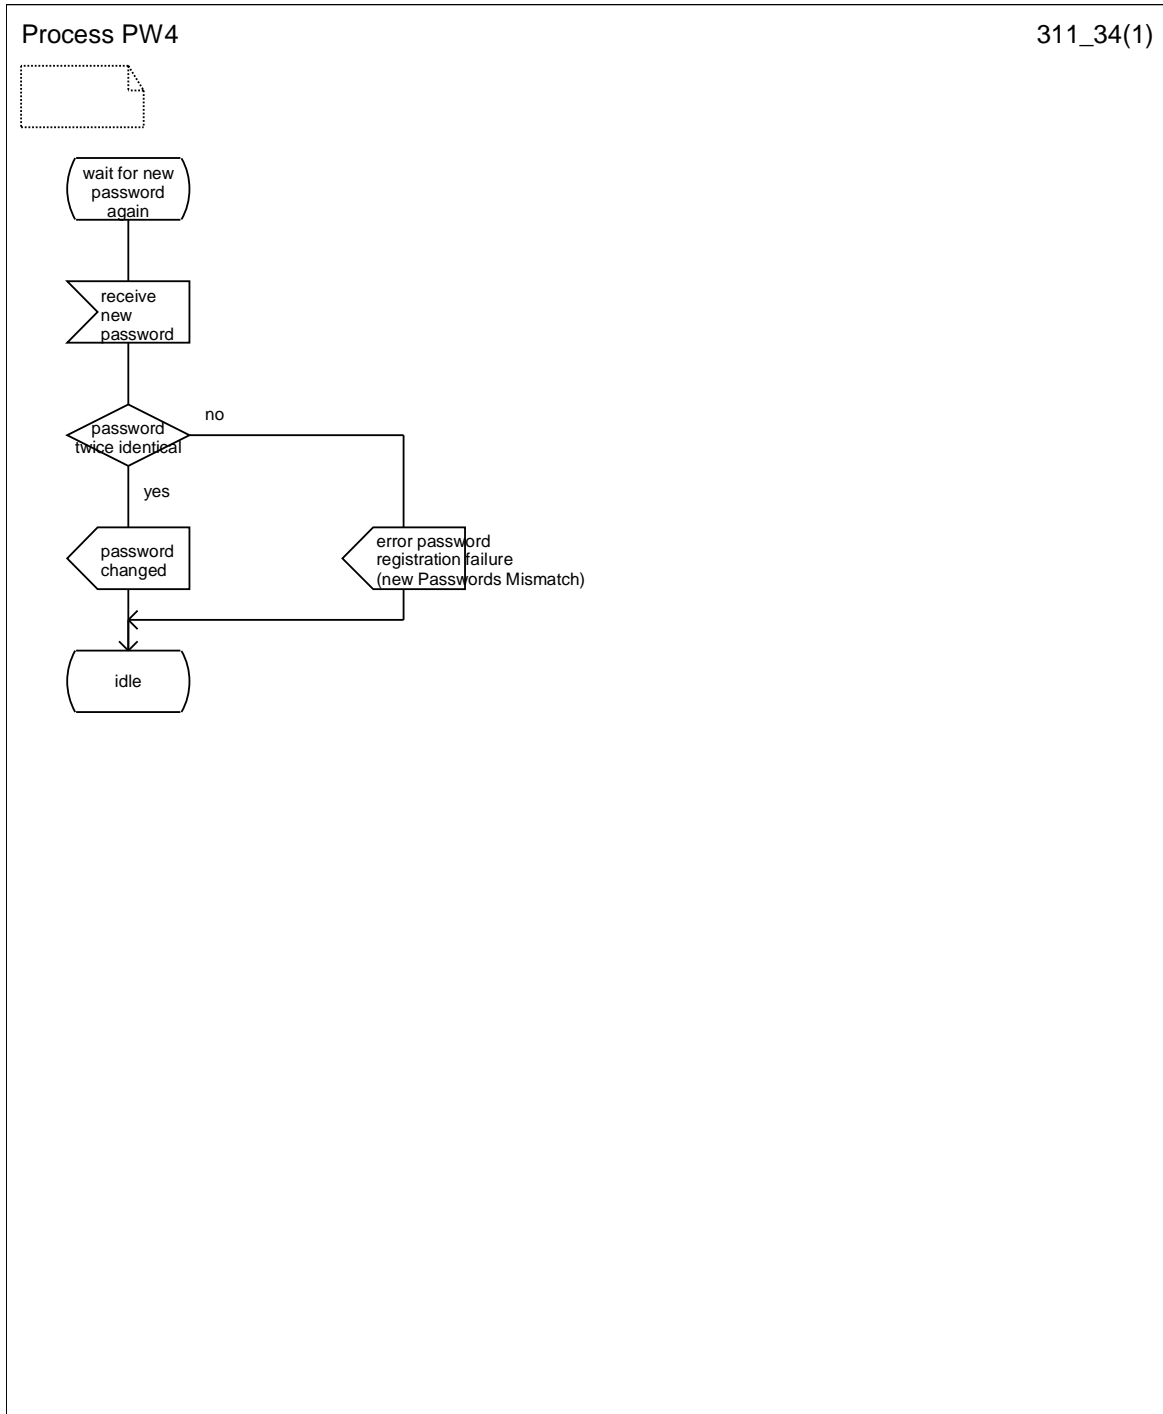 Process PW4
311_34(1)
wait for new
password
again
receive
new
password
no
password
twice identical
yes
password
changed
error password
registration failure
(new Passwords Mismatch)
idle